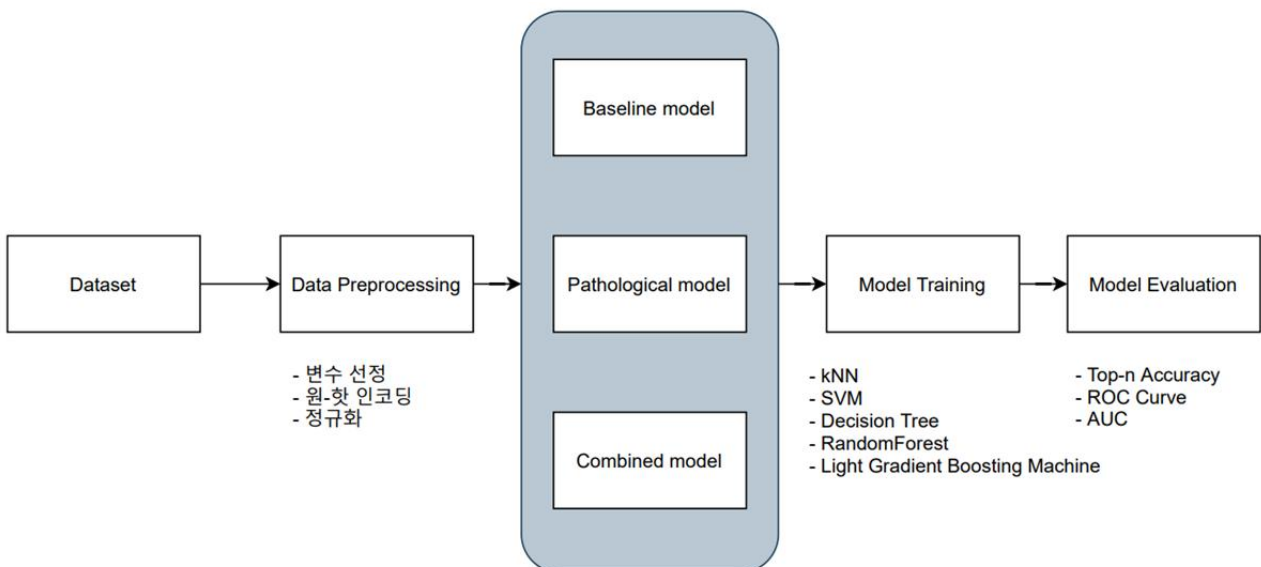 Baseline model
Dataset
Data Preprocessing
Pathological model
Model Training
Model Evaluation
- 변수 선정
- 원-핫 인코딩
- 정규화
- kNN
- SVM
- Decision Tree
- RandomForest
- Light Gradient Boosting Machine
- Top-n Accuracy
- ROC Curve
- AUC
Combined model